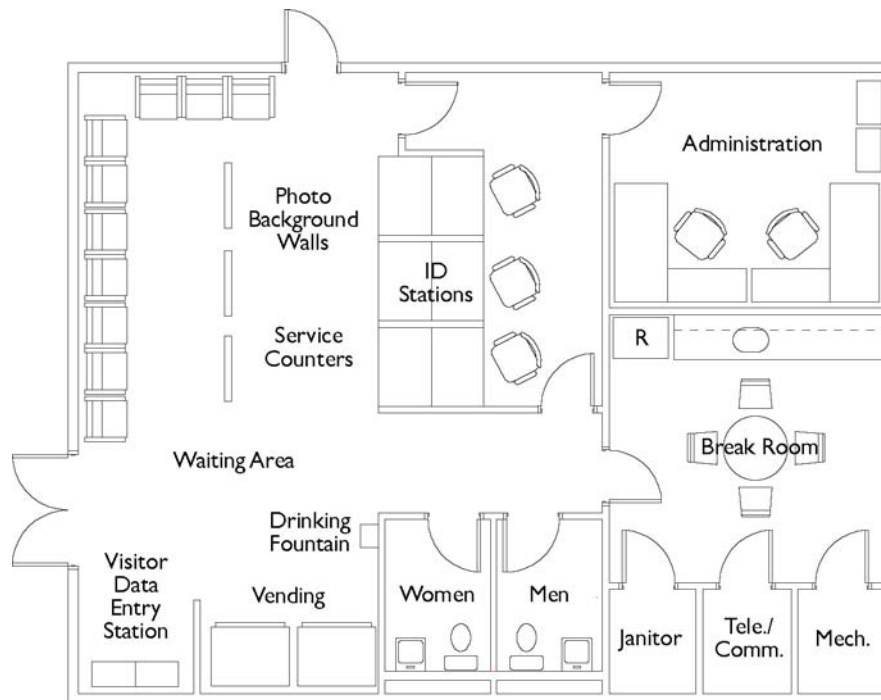 Administration
Photo
Background
Walls
ID
Stations
Service
Counters
R
Break Room
Waiting Area
Drinking
Fountain
Visitor
Data
Entry
Station
Vending
Women
Men
Janitor
Tele./
Comm.
Mech.